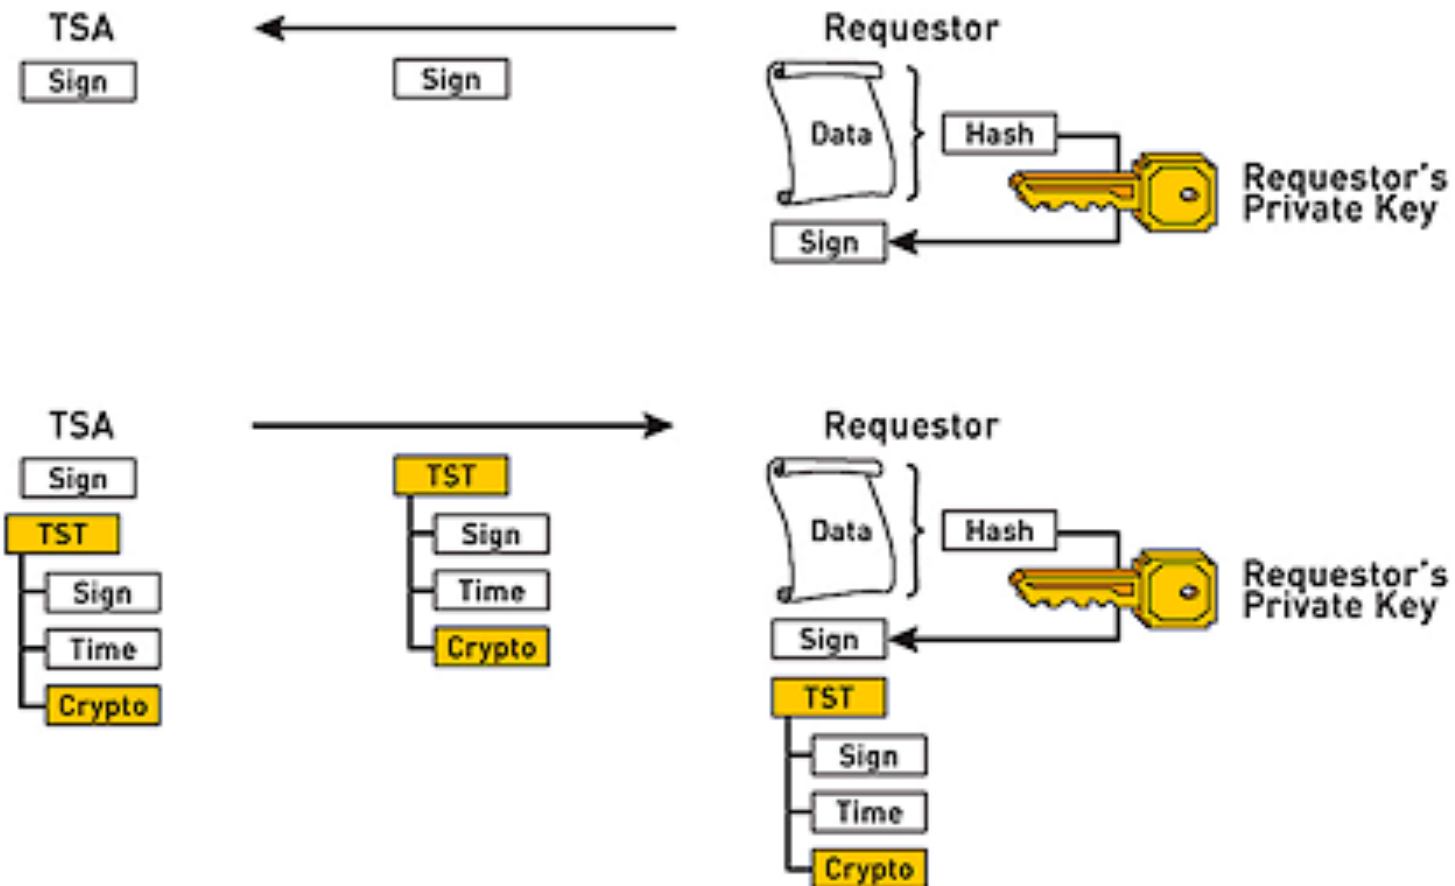 TSA
Requestor
Sign
Sign
Data
Hash
Requestor's
Private Key
Sign
TSA
Requestor
Sign
TST
TST
Sign
Time
Crypto
Sign
Time
Crypto
Data
Hash
Requestor's
Private Key
Sign
TST
Sign
Time
Crypto